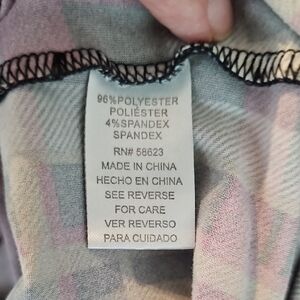 96%POLYESTER
POLIÉSTER
4%SPANDEX
SPANDEX
RN# 58623
MADE IN CHINA
HECHO EN CHINA
SEE REVERSE
FOR CARE
VER REVERSO
PARA CUIDADO